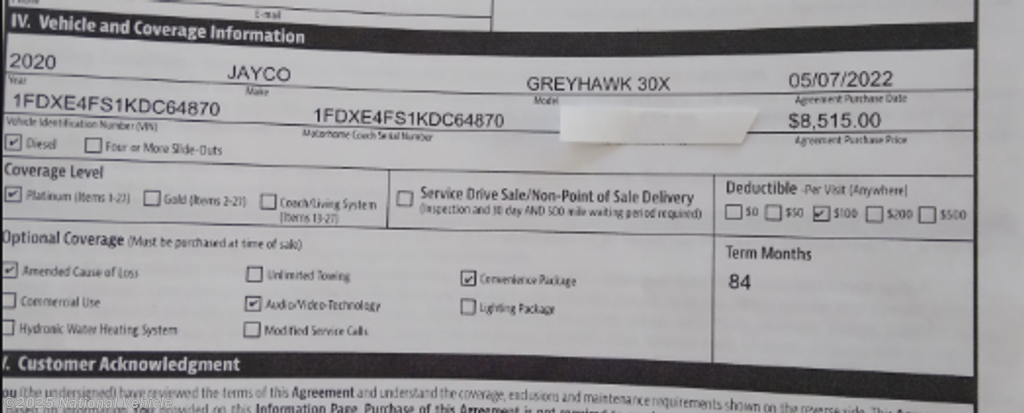 E-mail
IV. Vehicle and Coverage Information
2020 JAYCO GREYHAWK 30X 05/07/2022
Year Make Model Agreement Purchase Date
1FDXE4FS1KDC64870 1FDXE4FS1KDC64870 $8,515.00
Vehicle Identification Number (VIN) Motorhome Coach Serial Number Agreement Purchase Price
Diesel Four or More Slide-Outs
Coverage Level
Platinum (Items 1-27) Gold (Items 2-27) Coach/Living System
(Items 13-27)
Service Drive Sale/Non-Point of Sale Delivery
(Inspection and 30 day AND 500 mile waiting period required)
Deductible -Per Visit (Anywhere)
$0 $50 $100 $200 $500
Optional Coverage (Must be purchased at time of sale)
Term Months
84
Amended Cause of Loss Unlimited Towing Convenience Package
Commercial Use Audio/Video-Technology Lighting Package
Hydronic Water Heating System Modified Service Calls
V. Customer Acknowledgment
ou (the undersigned) have reviewed the terms of this Agreement and understand the coverage, exclusions and maintenance requirements shown on the reverse side. This
Information Page. Purchase of this Agreement is not required
©2025 National Vehicle